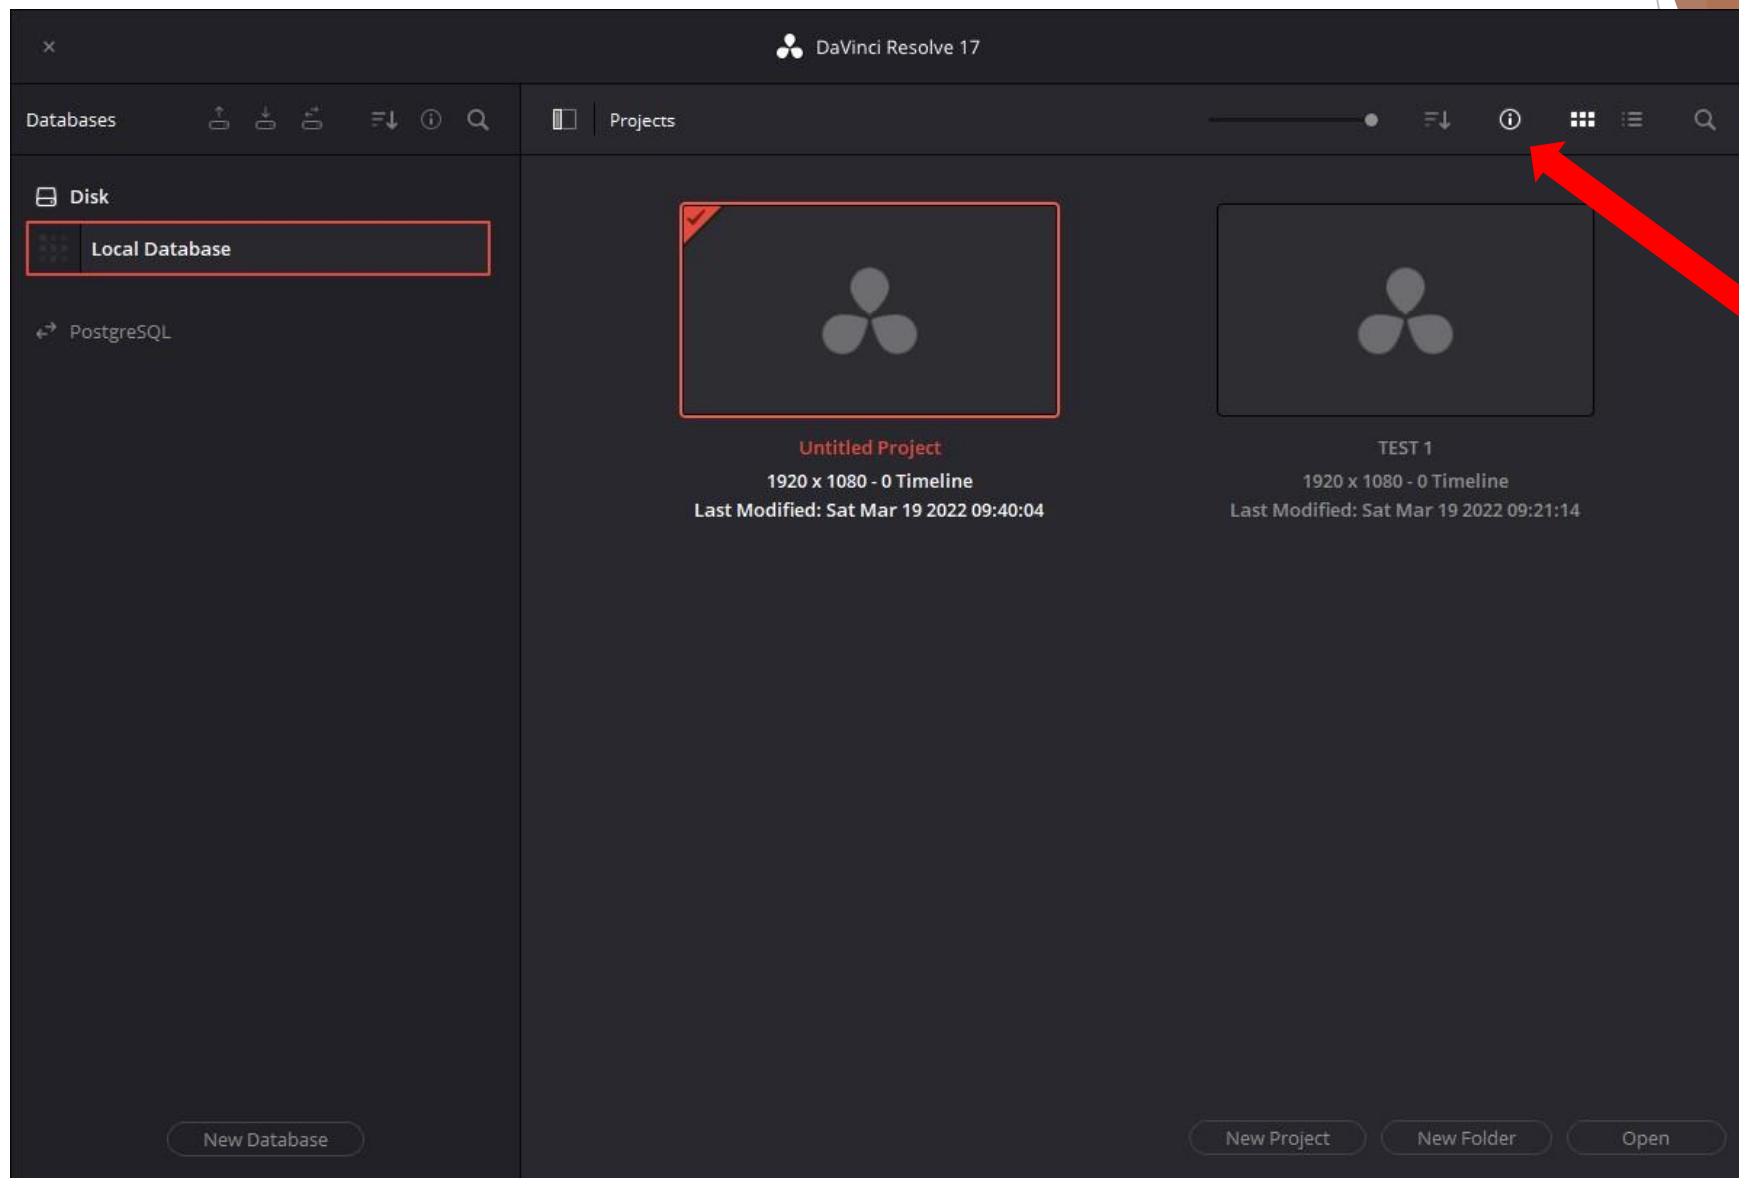 DaVinci Resolve 17
Databases
Projects
Disk
Local Database
PostgreSQL
Untitled Project
1920 x 1080 - 0 Timeline
Last Modified: Sat Mar 19 2022 09:40:04
TEST 1
1920 x 1080 - 0 Timeline
Last Modified: Sat Mar 19 2022 09:21:14
New Database
New Project
New Folder
Open